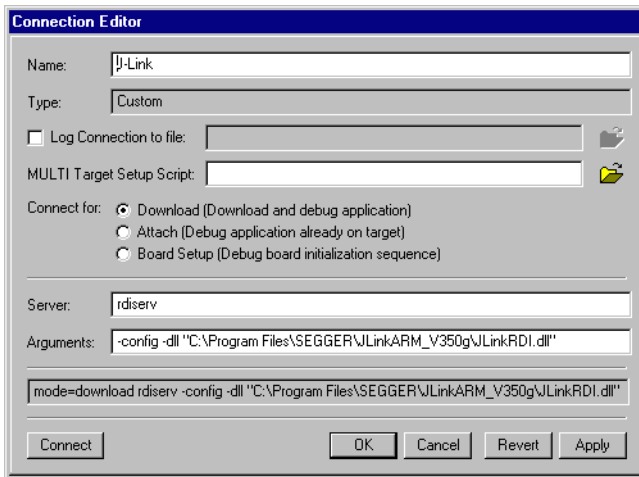 Connection Editor
Name: J-Link
Type: Custom
Log Connection to file:
MULTI Target Setup Script:
Connect for: Download (Download and debug application)
Attach (Debug application already on target)
Board Setup (Debug board initialization sequence)
Server: rdiserv
Arguments: -config -dll "C:\Program Files\SEGGER\JLinkARM_V350g\JLinkRDI.dll"
mode=download rdiserv -config -dll "C:\Program Files\SEGGER\JLinkARM_V350g\JLinkRDI.dll"
Connect OK Cancel Revert Apply